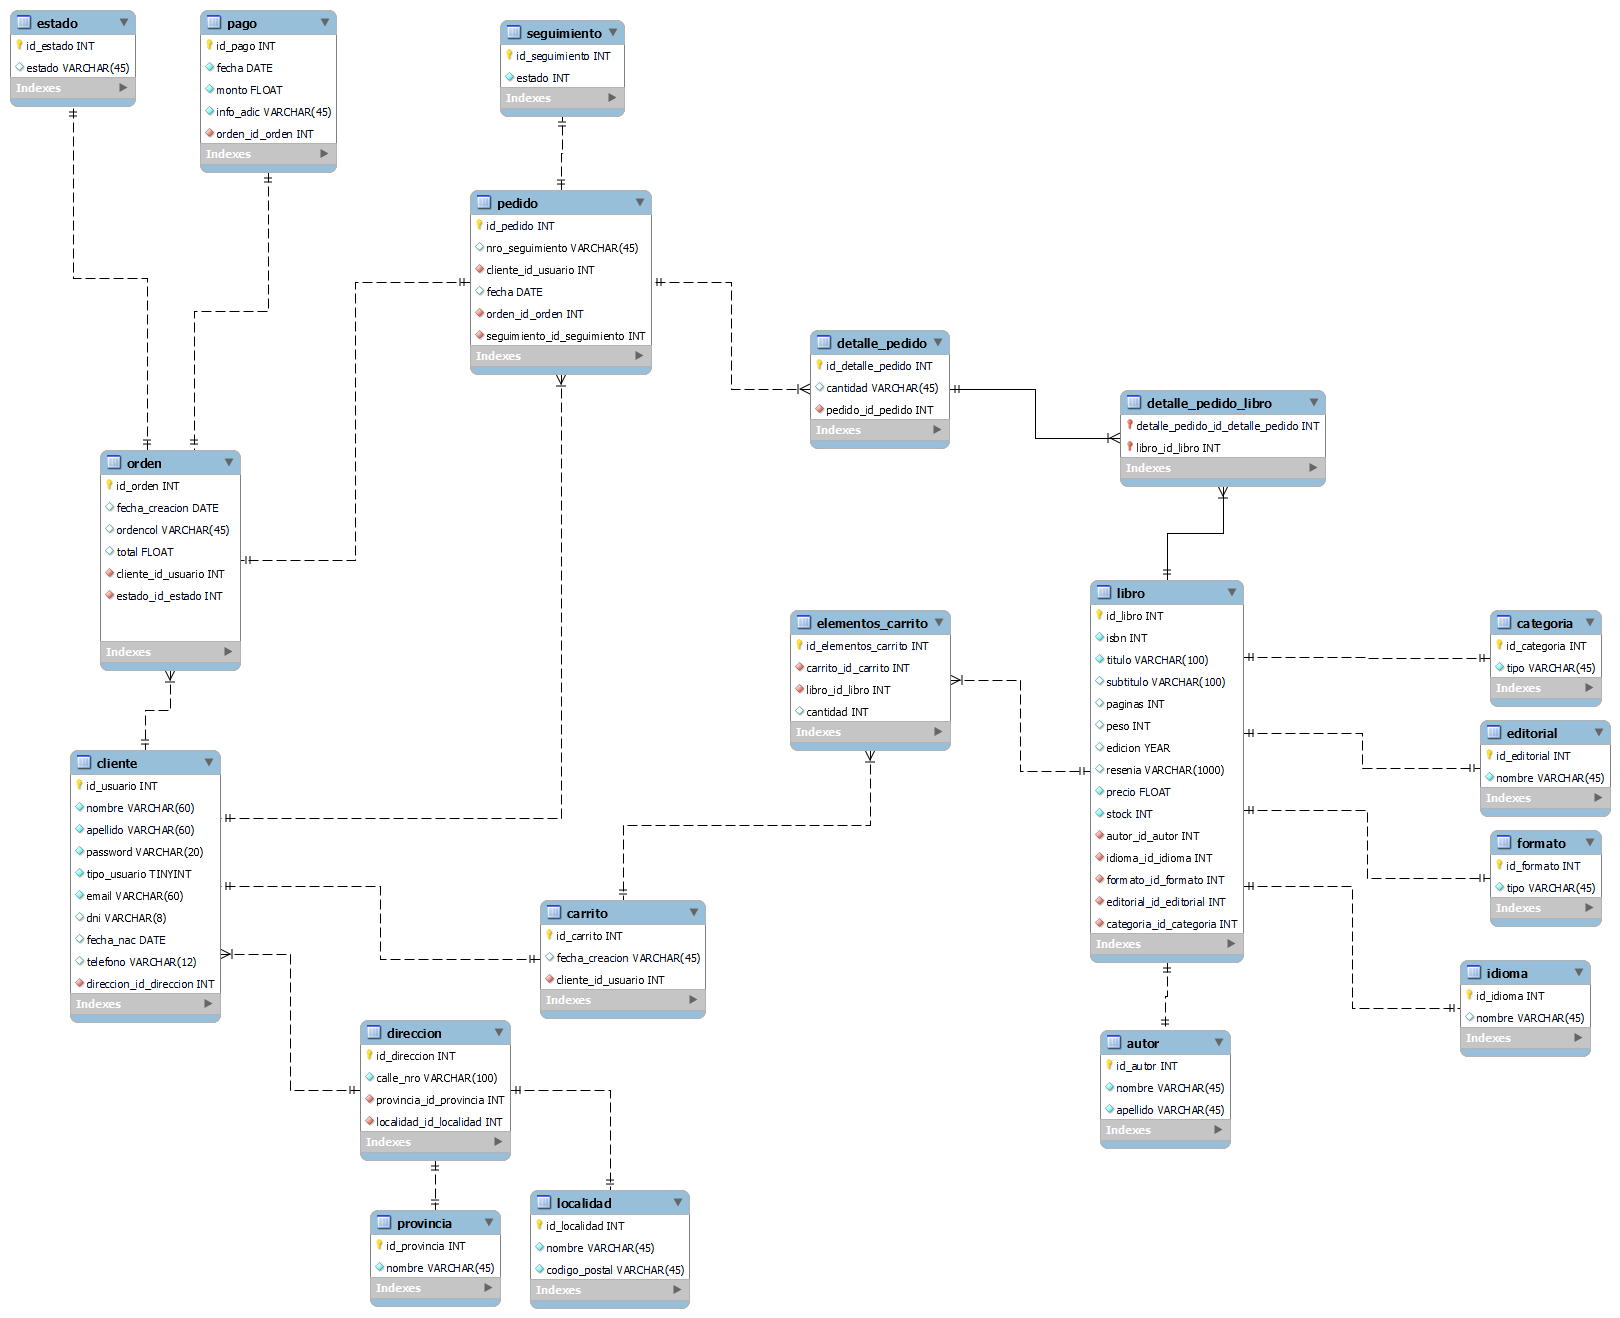 estado
id_estado INT
estado VARCHAR(45)
Indexes
pago
id_pago INT
fecha DATE
monto FLOAT
info_adic VARCHAR(45)
orden_id_orden INT
Indexes
seguimiento
id_seguimiento INT
estado INT
Indexes
pedido
id_pedido INT
nro_seguimiento VARCHAR(45)
cliente_id_usuario INT
fecha DATE
orden_id_orden INT
seguimiento_id_seguimiento INT
Indexes
detalle_pedido
id_detalle_pedido INT
cantidad VARCHAR(45)
pedido_id_pedido INT
Indexes
detalle_pedido_libro
detalle_pedido_id_detalle_pedido INT
libro_id_libro INT
Indexes
orden
id_orden INT
fecha_creacion DATE
ordencol VARCHAR(45)
total FLOAT
cliente_id_usuario INT
estado_id_estado INT
Indexes
elementos_carrito
id_elementos_carrito INT
carrito_id_carrito INT
libro_id_libro INT
cantidad INT
Indexes
libro
id_libro INT
isbn INT
titulo VARCHAR(100)
subtitulo VARCHAR(100)
paginas INT
peso INT
edicion YEAR
resenia VARCHAR(1000)
precio FLOAT
stock INT
autor_id_autor INT
idioma_id_idioma INT
formato_id_formato INT
editorial_id_editorial INT
categoria_id_categoria INT
Indexes
categoria
id_categoria INT
tipo VARCHAR(45)
Indexes
editorial
id_editorial INT
nombre VARCHAR(45)
Indexes
formato
id_formato INT
tipo VARCHAR(45)
Indexes
idioma
id_idioma INT
nombre VARCHAR(45)
Indexes
cliente
id_usuario INT
nombre VARCHAR(60)
apellido VARCHAR(60)
password VARCHAR(20)
tipo_usuario TINYINT
email VARCHAR(60)
dni VARCHAR(8)
fecha_nac DATE
telefono VARCHAR(12)
direccion_id_direccion INT
Indexes
carrito
id_carrito INT
fecha_creacion VARCHAR(45)
cliente_id_usuario INT
Indexes
direccion
id_direccion INT
calle_nro VARCHAR(100)
provincia_id_provincia INT
localidad_id_localidad INT
Indexes
autor
id_autor INT
nombre VARCHAR(45)
apellido VARCHAR(45)
Indexes
provincia
id_provincia INT
nombre VARCHAR(45)
Indexes
localidad
id_localidad INT
nombre VARCHAR(45)
codigo_postal VARCHAR(45)
Indexes